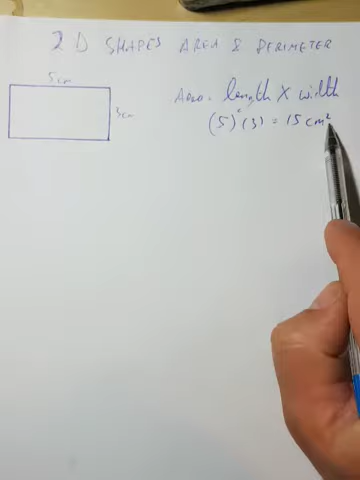 2D SHAPES AREA & PERIMETER
5cm
3cm
Area: length X width
(5)(3) = 15 cm²